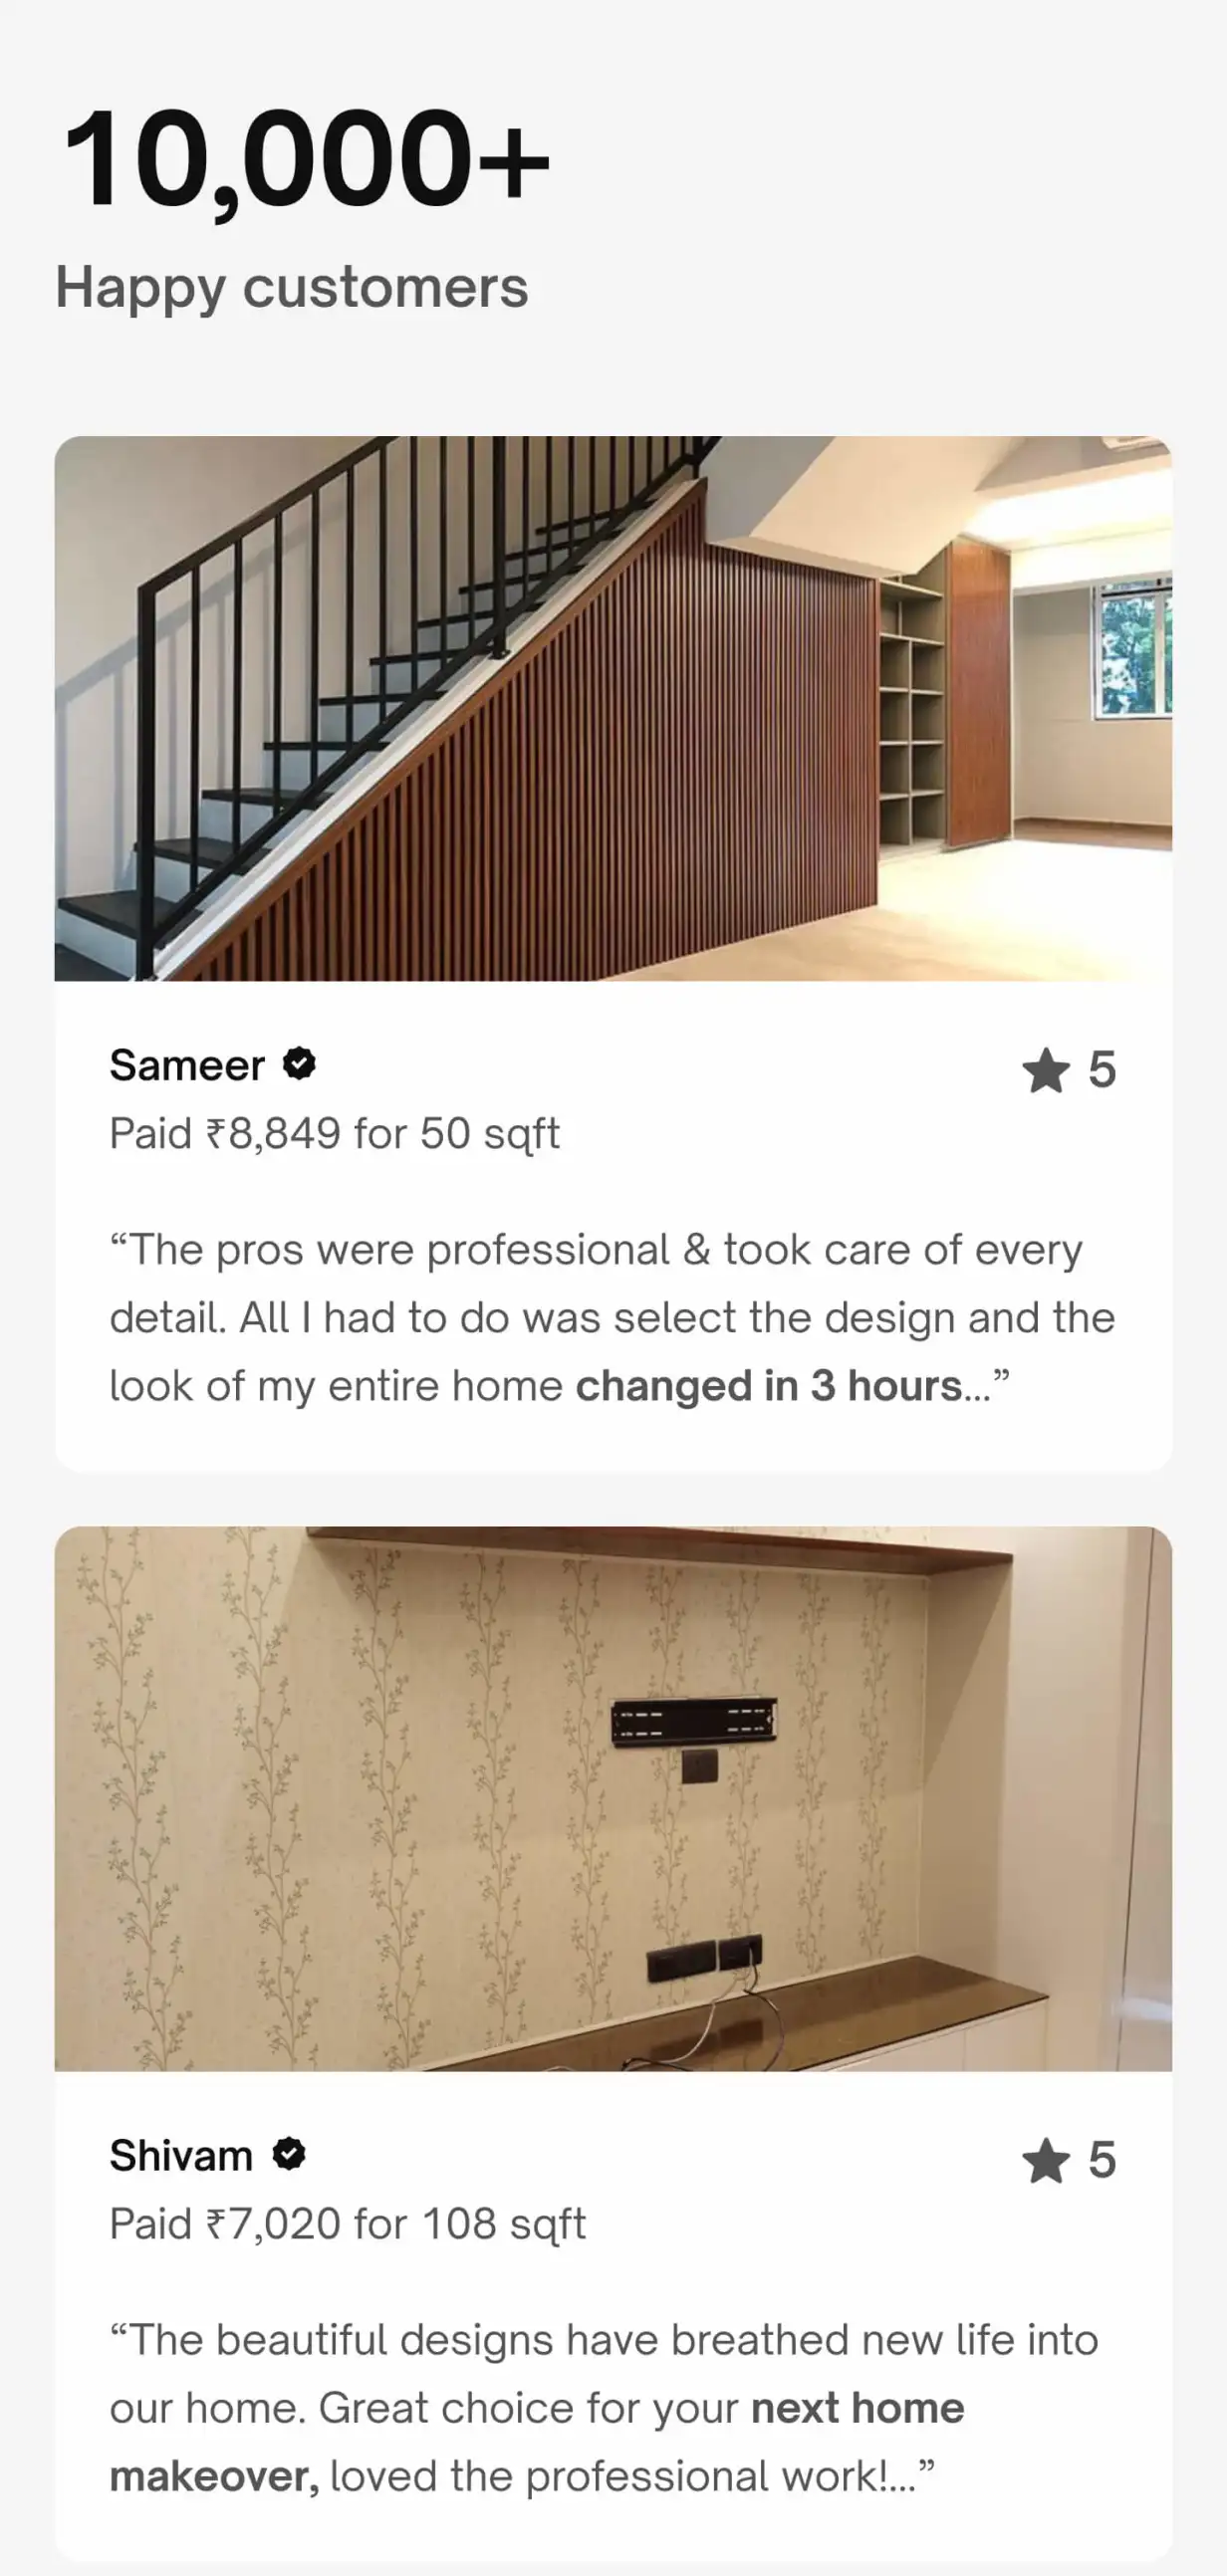 10,000+
Happy customers
Sameer
5
Paid ₹8,849 for 50 sqft
“The pros were professional & took care of every
detail. All I had to do was select the design and the
look of my entire home changed in 3 hours...”
Shivam
5
Paid ₹7,020 for 108 sqft
“The beautiful designs have breathed new life into
our home. Great choice for your next home
makeover, loved the professional work!...”